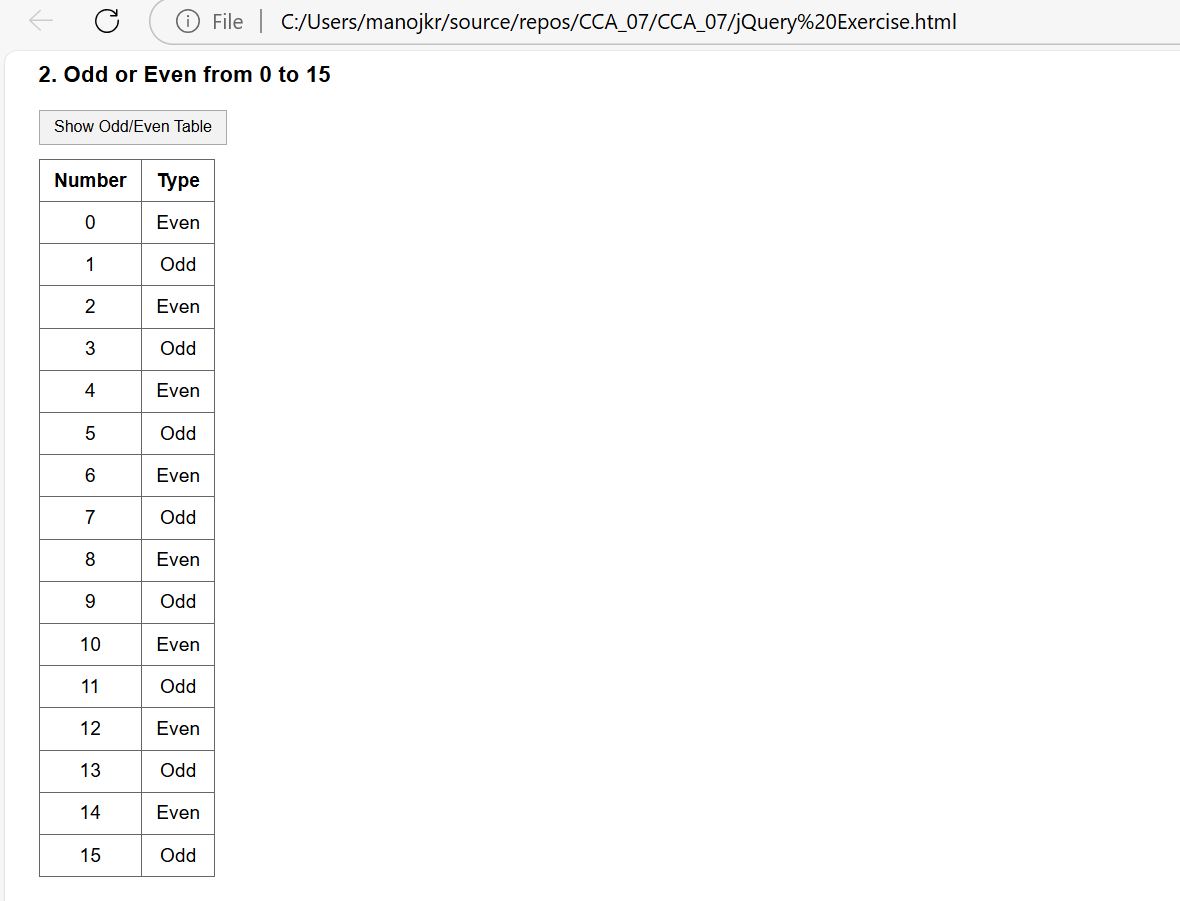 File C:/Users/manojkr/source/repos/CCA_07/CCA_07/jQuery%20Exercise.html
2. Odd or Even from 0 to 15
Show Odd/Even Table
Number Type
0 Even
1 Odd
2 Even
3 Odd
4 Even
5 Odd
6 Even
7 Odd
8 Even
9 Odd
10 Even
11 Odd
12 Even
13 Odd
14 Even
15 Odd